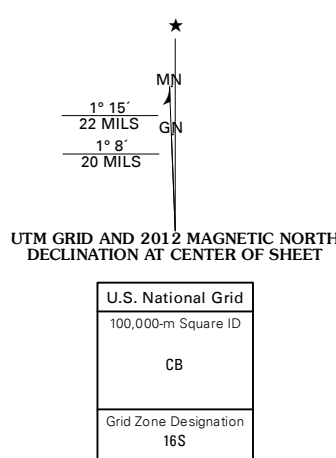 ★
MN
1° 15´
22 MILS
GN
1° 8´
20 MILS
UTM GRID AND 2012 MAGNETIC NORTH
DECLINATION AT CENTER OF SHEET
U.S. National Grid
100,000-m Square ID
CB
Grid Zone Designation
16S